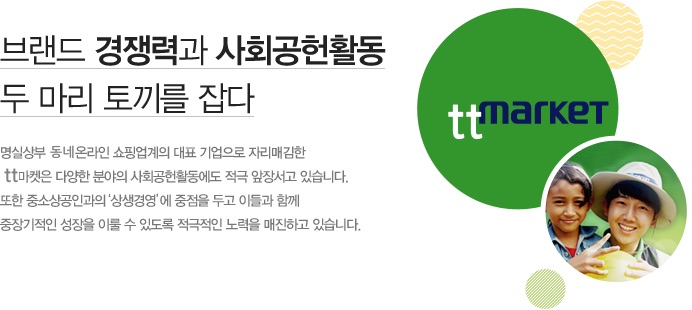 브랜드 경쟁력과 사회공헌활동
두 마리 토끼를 잡다
명실상부 동네온라인 쇼핑업계의 대표 기업으로 자리매김한
tt마켓은 다양한 분야의 사회공헌활동에도 적극 앞장서고 있습니다.
또한 중소상공인과의 '상생경영'에 중점을 두고 이들과 함께
중장기적인 성장을 이룰 수 있도록 적극적인 노력을 매진하고 있습니다.
ttmarket